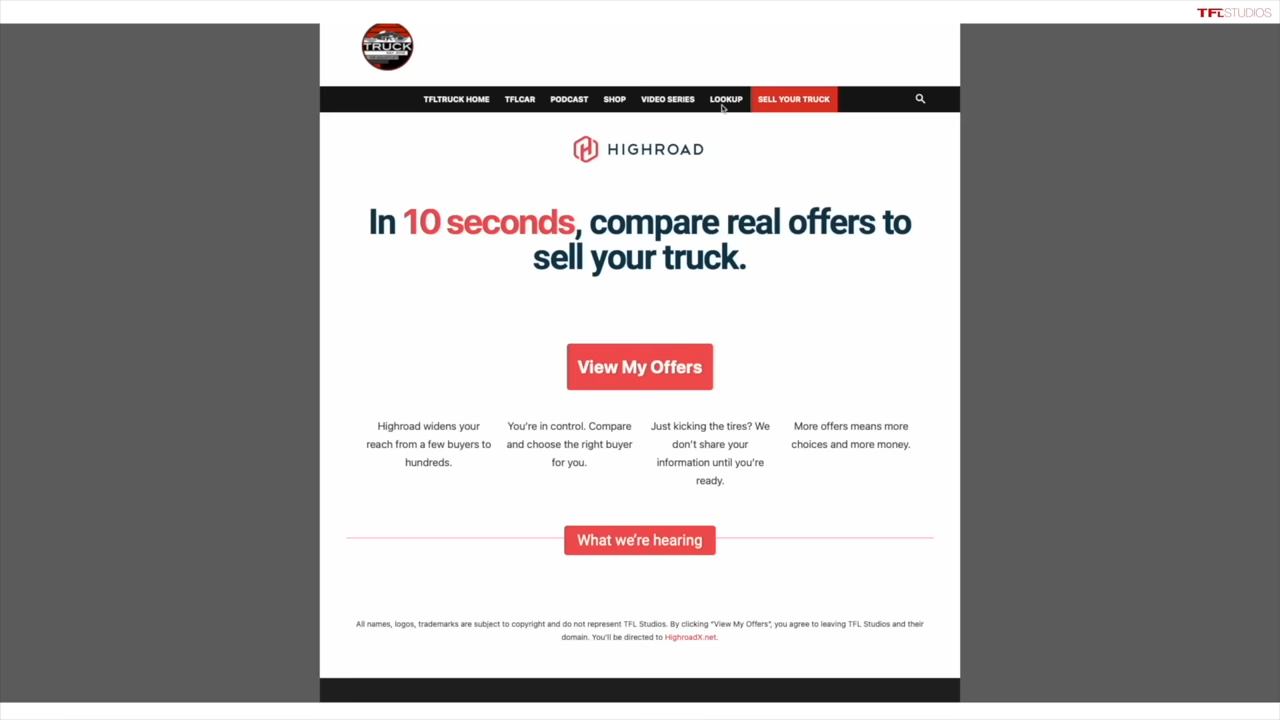 TFLSTUDIOS
TRUCK
TFLTRUCK HOME TFLCAR PODCAST SHOP VIDEO SERIES LOOKUP SELL YOUR TRUCK
HIGHROAD
In 10 seconds, compare real offers to
sell your truck.
View My Offers
Highroad widens your
reach from a few buyers to
hundreds.
You're in control. Compare
and choose the right buyer
for you.
Just kicking the tires? We
don't share your
information until you're
ready.
More offers means more
choices and more money.
What we're hearing
All names, logos, trademarks are subject to copyright and do not represent TFL Studios. By clicking "View My Offers", you agree to leaving TFL Studios and their
domain. You'll be directed to HighroadX.net.